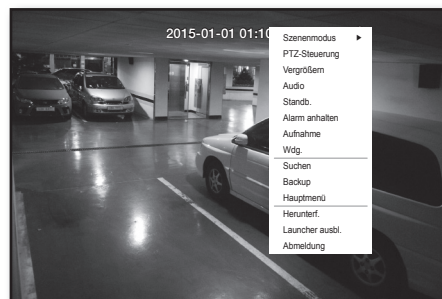 2015-01-01 01:10
Szenenmodus
PTZ-Steuerung
Vergrößern
Audio
Standb.
Alarm anhalten
Aufnahme
Wdg.
Suchen
Backup
Hauptmenü
Herunterf.
Launcher ausbl.
Abmeldung